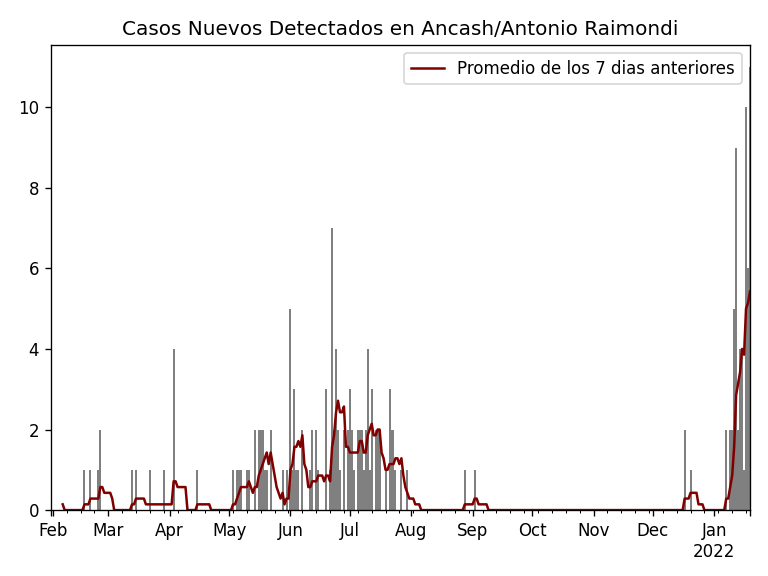 Casos Nuevos Detectados en Ancash/Antonio Raimondi
Promedio de los 7 dias anteriores
10
8
6
4
2
0
Feb Mar Apr May Jun Jul Aug Sep Oct Nov Dec Jan
2022